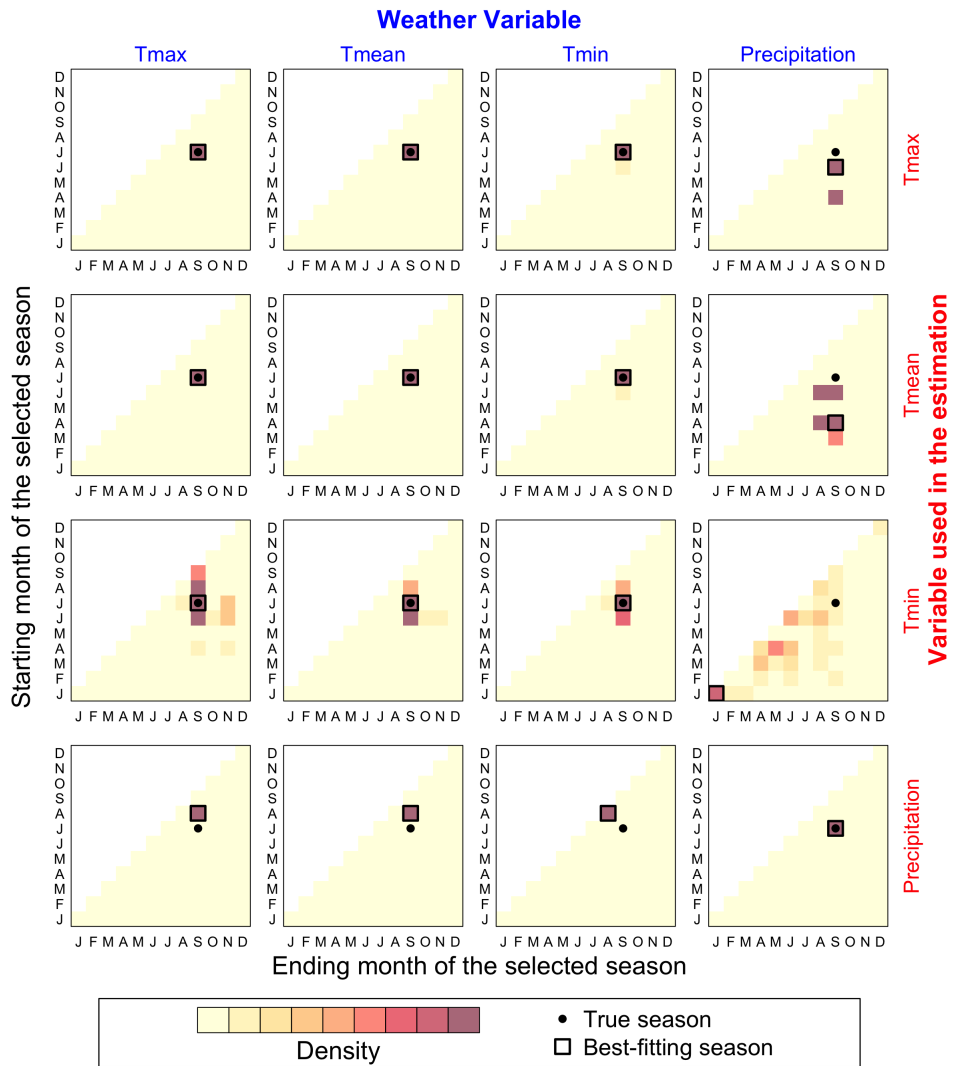 Weather Variable
Tmax Tmean Tmin Precipitation
D D D D
N N N N
O O O O
S S S S
A A A A
J J J J
J J J J
M M M M
A A A A
M M M M
F F F F
J J J J
Tmax
J F M A M J J A S O N D J F M A M J J A S O N D J F M A M J J A S O N D J F M A M J J A S O N D
D D D D
N N N N
O O O O
S S S S
A A A A
J J J J
J J J J
M M M M
A A A A
M M M M
F F F F
J J J J
Tmean
J F M A M J J A S O N D J F M A M J J A S O N D J F M A M J J A S O N D J F M A M J J A S O N D
D D D D
N N N N
O O O O
S S S S
A A A A
J J J J
J J J J
M M M M
A A A A
M M M M
F F F F
J J J J
Tmin
J F M A M J J A S O N D J F M A M J J A S O N D J F M A M J J A S O N D J F M A M J J A S O N D
D D D D
N N N N
O O O O
S S S S
A A A A
J J J J
J J J J
M M M M
A A A A
M M M M
F F F F
J J J J
Precipitation
J F M A M J J A S O N D J F M A M J J A S O N D J F M A M J J A S O N D J F M A M J J A S O N D
Starting month of the selected season
Variable used in the estimation
Ending month of the selected season
Density
True season
Best-fitting season